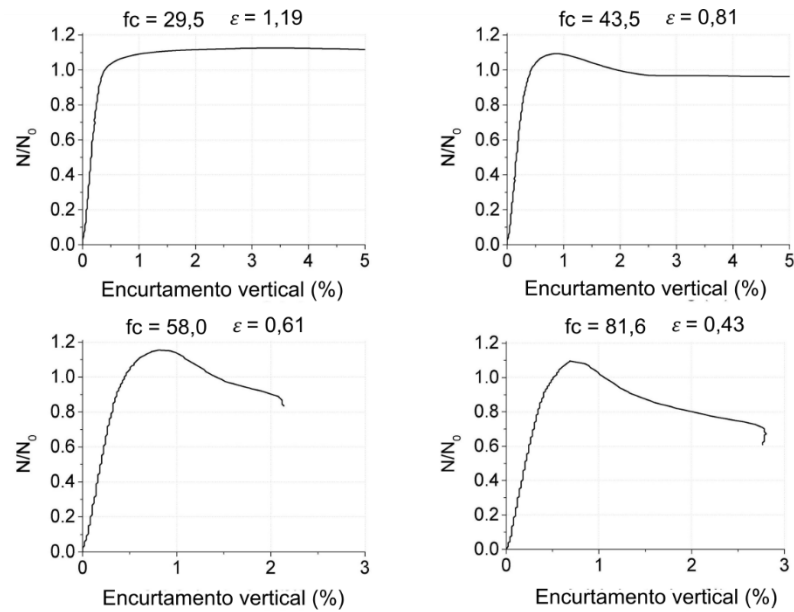 fc = 29,5 ε = 1,19
N/N₀
1.2
1.0
0.8
0.6
0.4
0.2
0.0
0 1 2 3 4 5
Encurtamento vertical (%)
fc = 43,5 ε = 0,81
N/N₀
1.2
1.0
0.8
0.6
0.4
0.2
0.0
0 1 2 3 4 5
Encurtamento vertical (%)
fc = 58,0 ε = 0,61
N/N₀
1.2
1.0
0.8
0.6
0.4
0.2
0.0
0 1 2 3
Encurtamento vertical (%)
fc = 81,6 ε = 0,43
N/N₀
1.2
1.0
0.8
0.6
0.4
0.2
0.0
0 1 2 3
Encurtamento vertical (%)